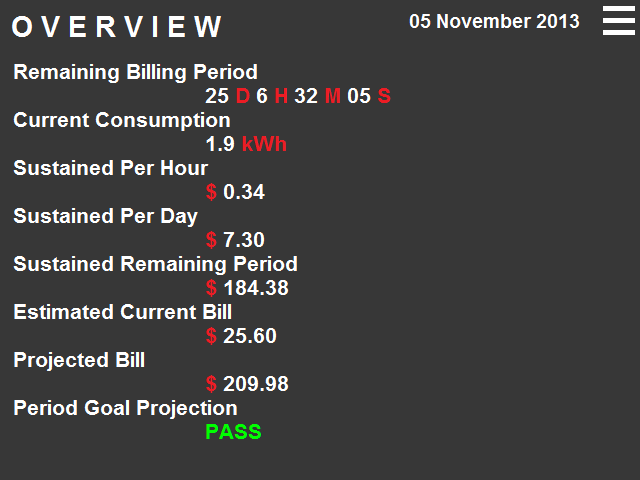 OVERVIEW
05 November 2013
Remaining Billing Period
25 D 6 H 32 M 05 S
Current Consumption
1.9 kWh
Sustained Per Hour
$ 0.34
Sustained Per Day
$ 7.30
Sustained Remaining Period
$ 184.38
Estimated Current Bill
$ 25.60
Projected Bill
$ 209.98
Period Goal Projection
PASS